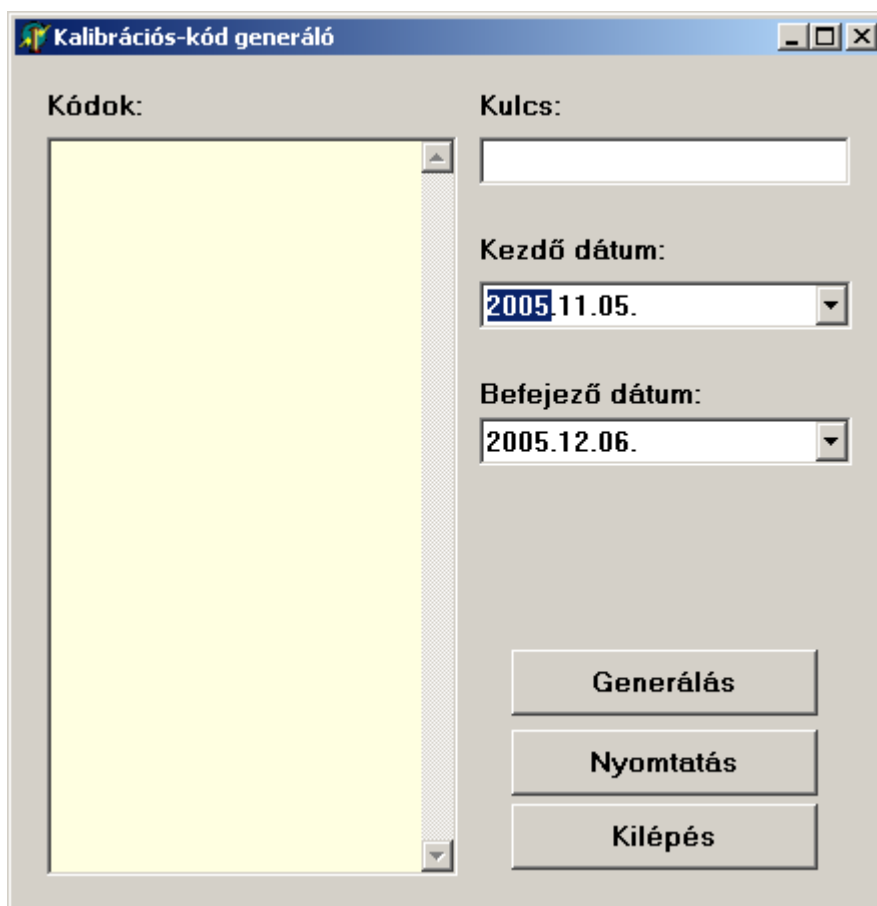 Kalibrációs-kód generáló
Kódok:
Kulcs:
Kezdő dátum:
2005.11.05.
Befejező dátum:
2005.12.06.
Generálás
Nyomtatás
Kilépés